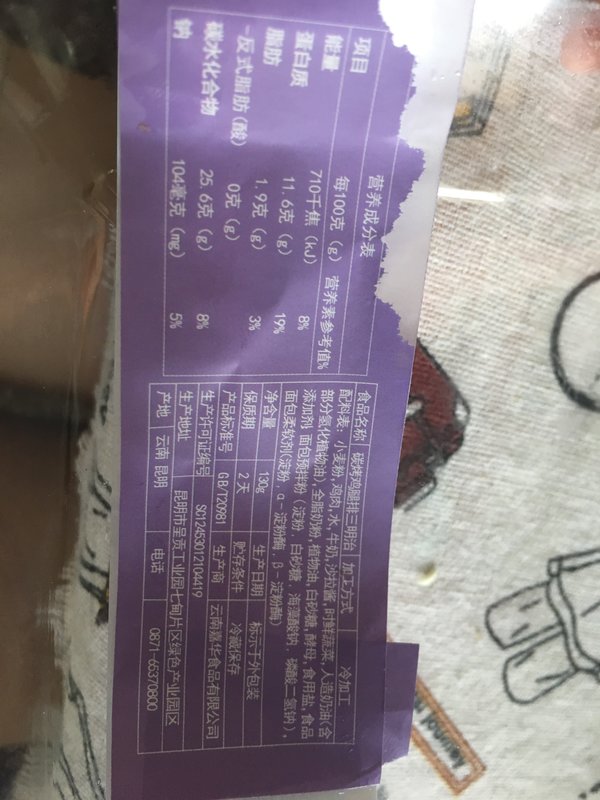 营养成分表
项目 每100克（g） 营养素参考值%
能量 710千焦（kJ） 8%
蛋白质 11.6克（g） 19%
脂肪 1.9克（g） 3%
-反式脂肪（酸） 0克（g）
碳水化合物 25.6克（g） 8%
钠 104毫克（mg） 5%
食品名称 碳烤鸡腿排三明治 加工方式 冷加工
配料表：小麦粉,鸡肉,水,牛奶,沙拉酱,时鲜蔬菜,人造奶油(含
部分氢化植物油),全脂奶粉,植物油,白砂糖,酵母,食用盐,食品
添加剂,面包预拌粉（淀粉、白砂糖、海藻酸钠、磷酸二氢钠),
面包柔软剂(淀粉、α-淀粉酶、β-淀粉酶)
净含量 130g 生产日期 标示于外包装
保质期 2天 贮存条件 冷藏保存
产品标准号 GB/T20981 生产商 云南嘉华食品有限公司
生产许可证编号 SC12453012104419
生产地址 昆明市呈贡工业园七甸片区绿色产业园区
产地 云南 昆明 电话 0871-66370800